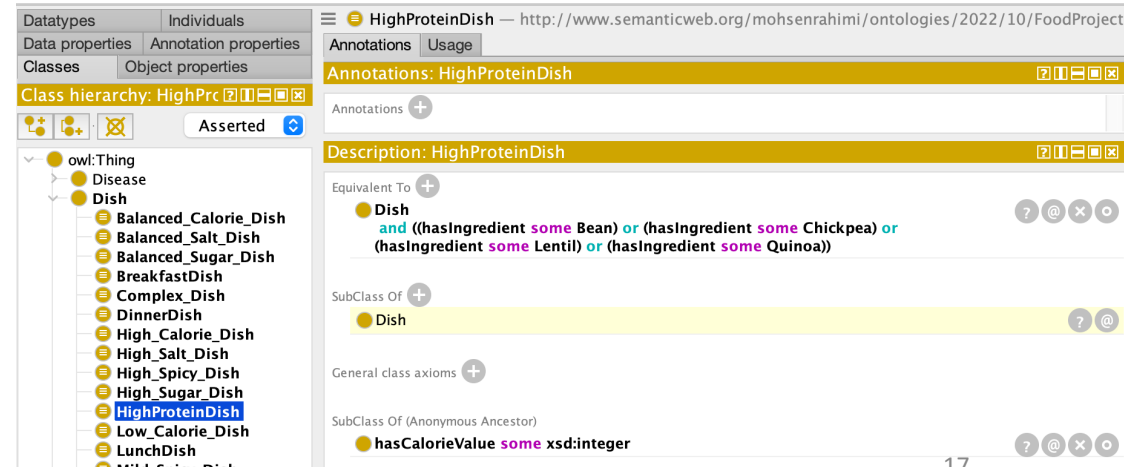 Datatypes Individuals
Data properties Annotation properties
Classes Object properties
Class hierarchy: HighPro
Asserted
owl:Thing
Disease
Dish
Balanced_Calorie_Dish
Balanced_Salt_Dish
Balanced_Sugar_Dish
BreakfastDish
Complex_Dish
DinnerDish
High_Calorie_Dish
High_Salt_Dish
High_Spicy_Dish
High_Sugar_Dish
HighProteinDish
Low_Calorie_Dish
LunchDish
HighProteinDish — http://www.semanticweb.org/mohsenrahimi/ontologies/2022/10/FoodProject
Annotations Usage
Annotations: HighProteinDish
Annotations
Description: HighProteinDish
Equivalent To
Dish
and ((hasIngredient some Bean) or (hasIngredient some Chickpea) or
(hasIngredient some Lentil) or (hasIngredient some Quinoa))
SubClass Of
Dish
General class axioms
SubClass Of (Anonymous Ancestor)
hasCalorieValue some xsd:integer
17